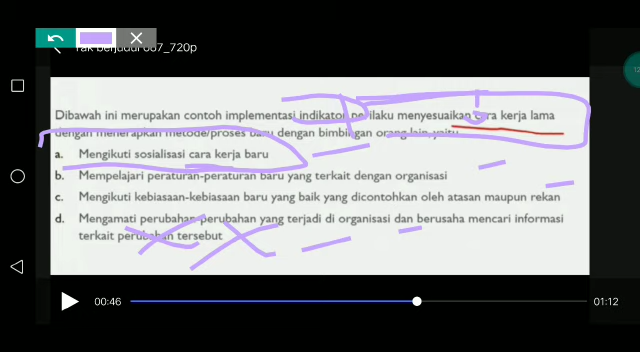 Tak berjudul 687_720p
Dibawah ini merupakan contoh implementasi indikator perilaku menyesuaikan cara kerja lama
dengan menerapkan metode/proses baru dengan bimbingan orang lain yaitu
a. Mengikuti sosialisasi cara kerja baru
b. Mempelajari peraturan-peraturan baru yang terkait dengan organisasi
c. Mengikuti kebiasaan-kebiasaan baru yang baik yang dicontohkan oleh atasan maupun rekan
d. Mengamati perubahan-perubahan yang terjadi di organisasi dan berusaha mencari informasi
terkait perubahan tersebut
00:46
01:12